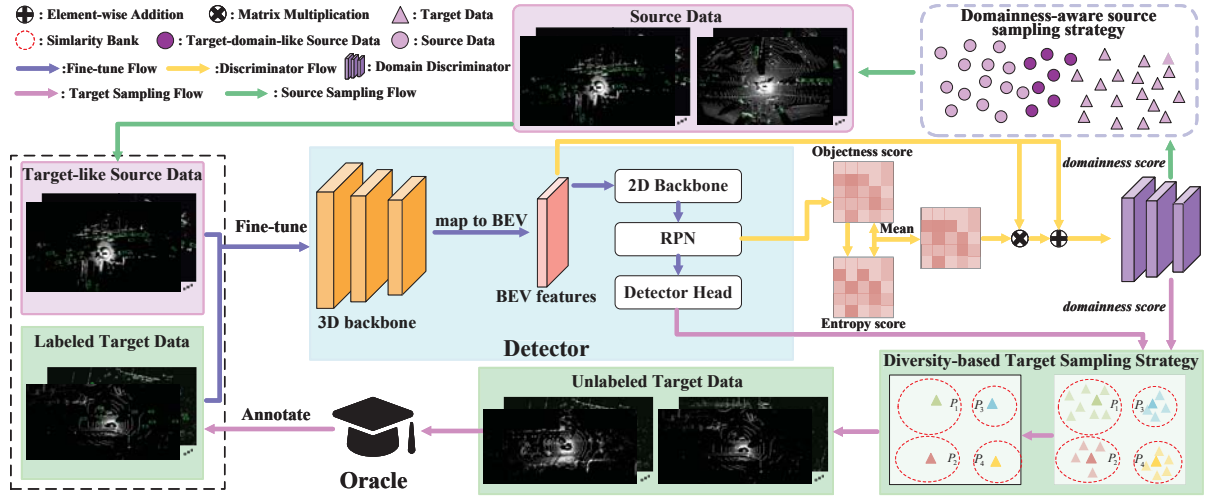 : Element-wise Addition
: Matrix Multiplication
: Target Data
: Simlarity Bank
: Target-domain-like Source Data
: Source Data
:Fine-tune Flow
:Discriminator Flow
: Domain Discriminator
: Target Sampling Flow
: Source Sampling Flow
Source Data
Domainness-aware source
sampling strategy
Target-like Source Data
Fine-tune
3D backbone
map to BEV
BEV features
2D Backbone
RPN
Detector Head
Detector
Objectness score
Entropy score
Mean
domainness score
domainness score
Labeled Target Data
Annotate
Oracle
Unlabeled Target Data
Diversity-based Target Sampling Strategy
P1
P3
P2
P4
P1
P3
P2
P4